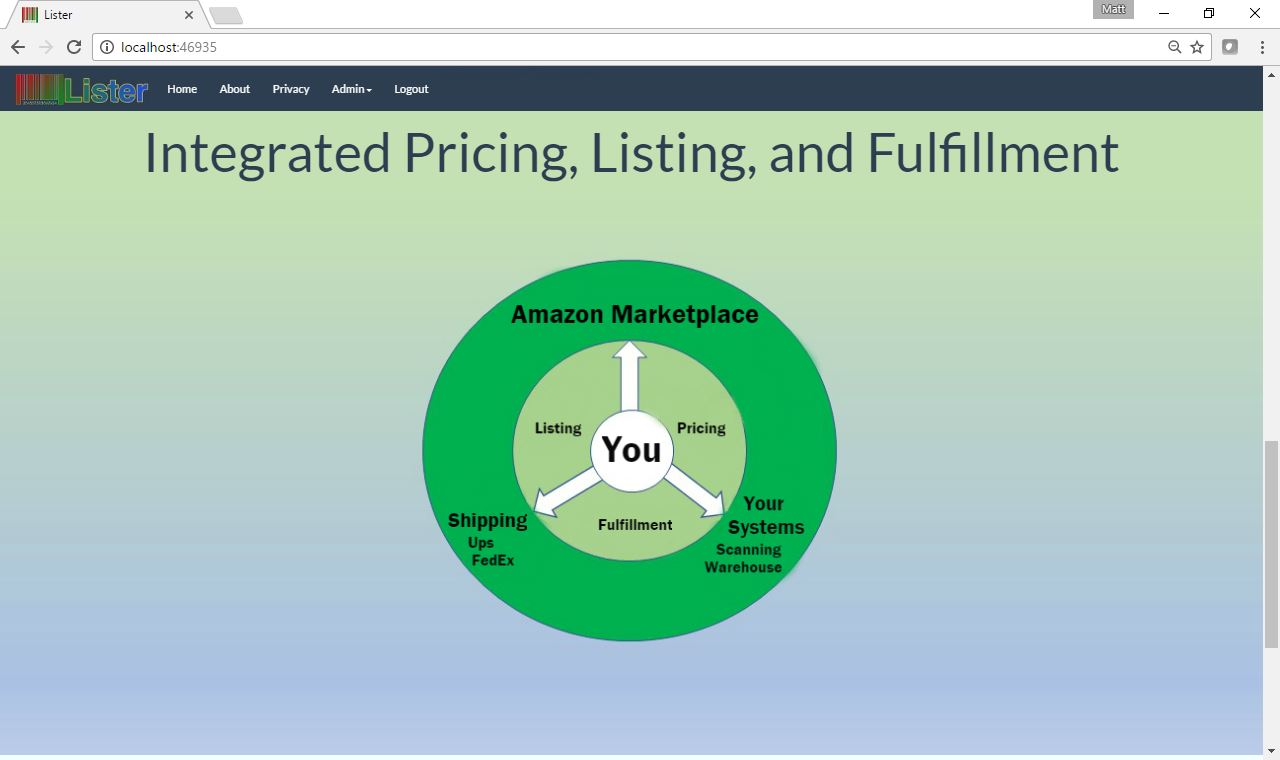 Lister
Matt
localhost:46935
Lister
Home About Privacy Admin Logout
Integrated Pricing, Listing, and Fulfillment
Amazon Marketplace
Listing
Pricing
You
Fulfillment
Shipping
Ups
FedEx
Your
Systems
Scanning
Warehouse